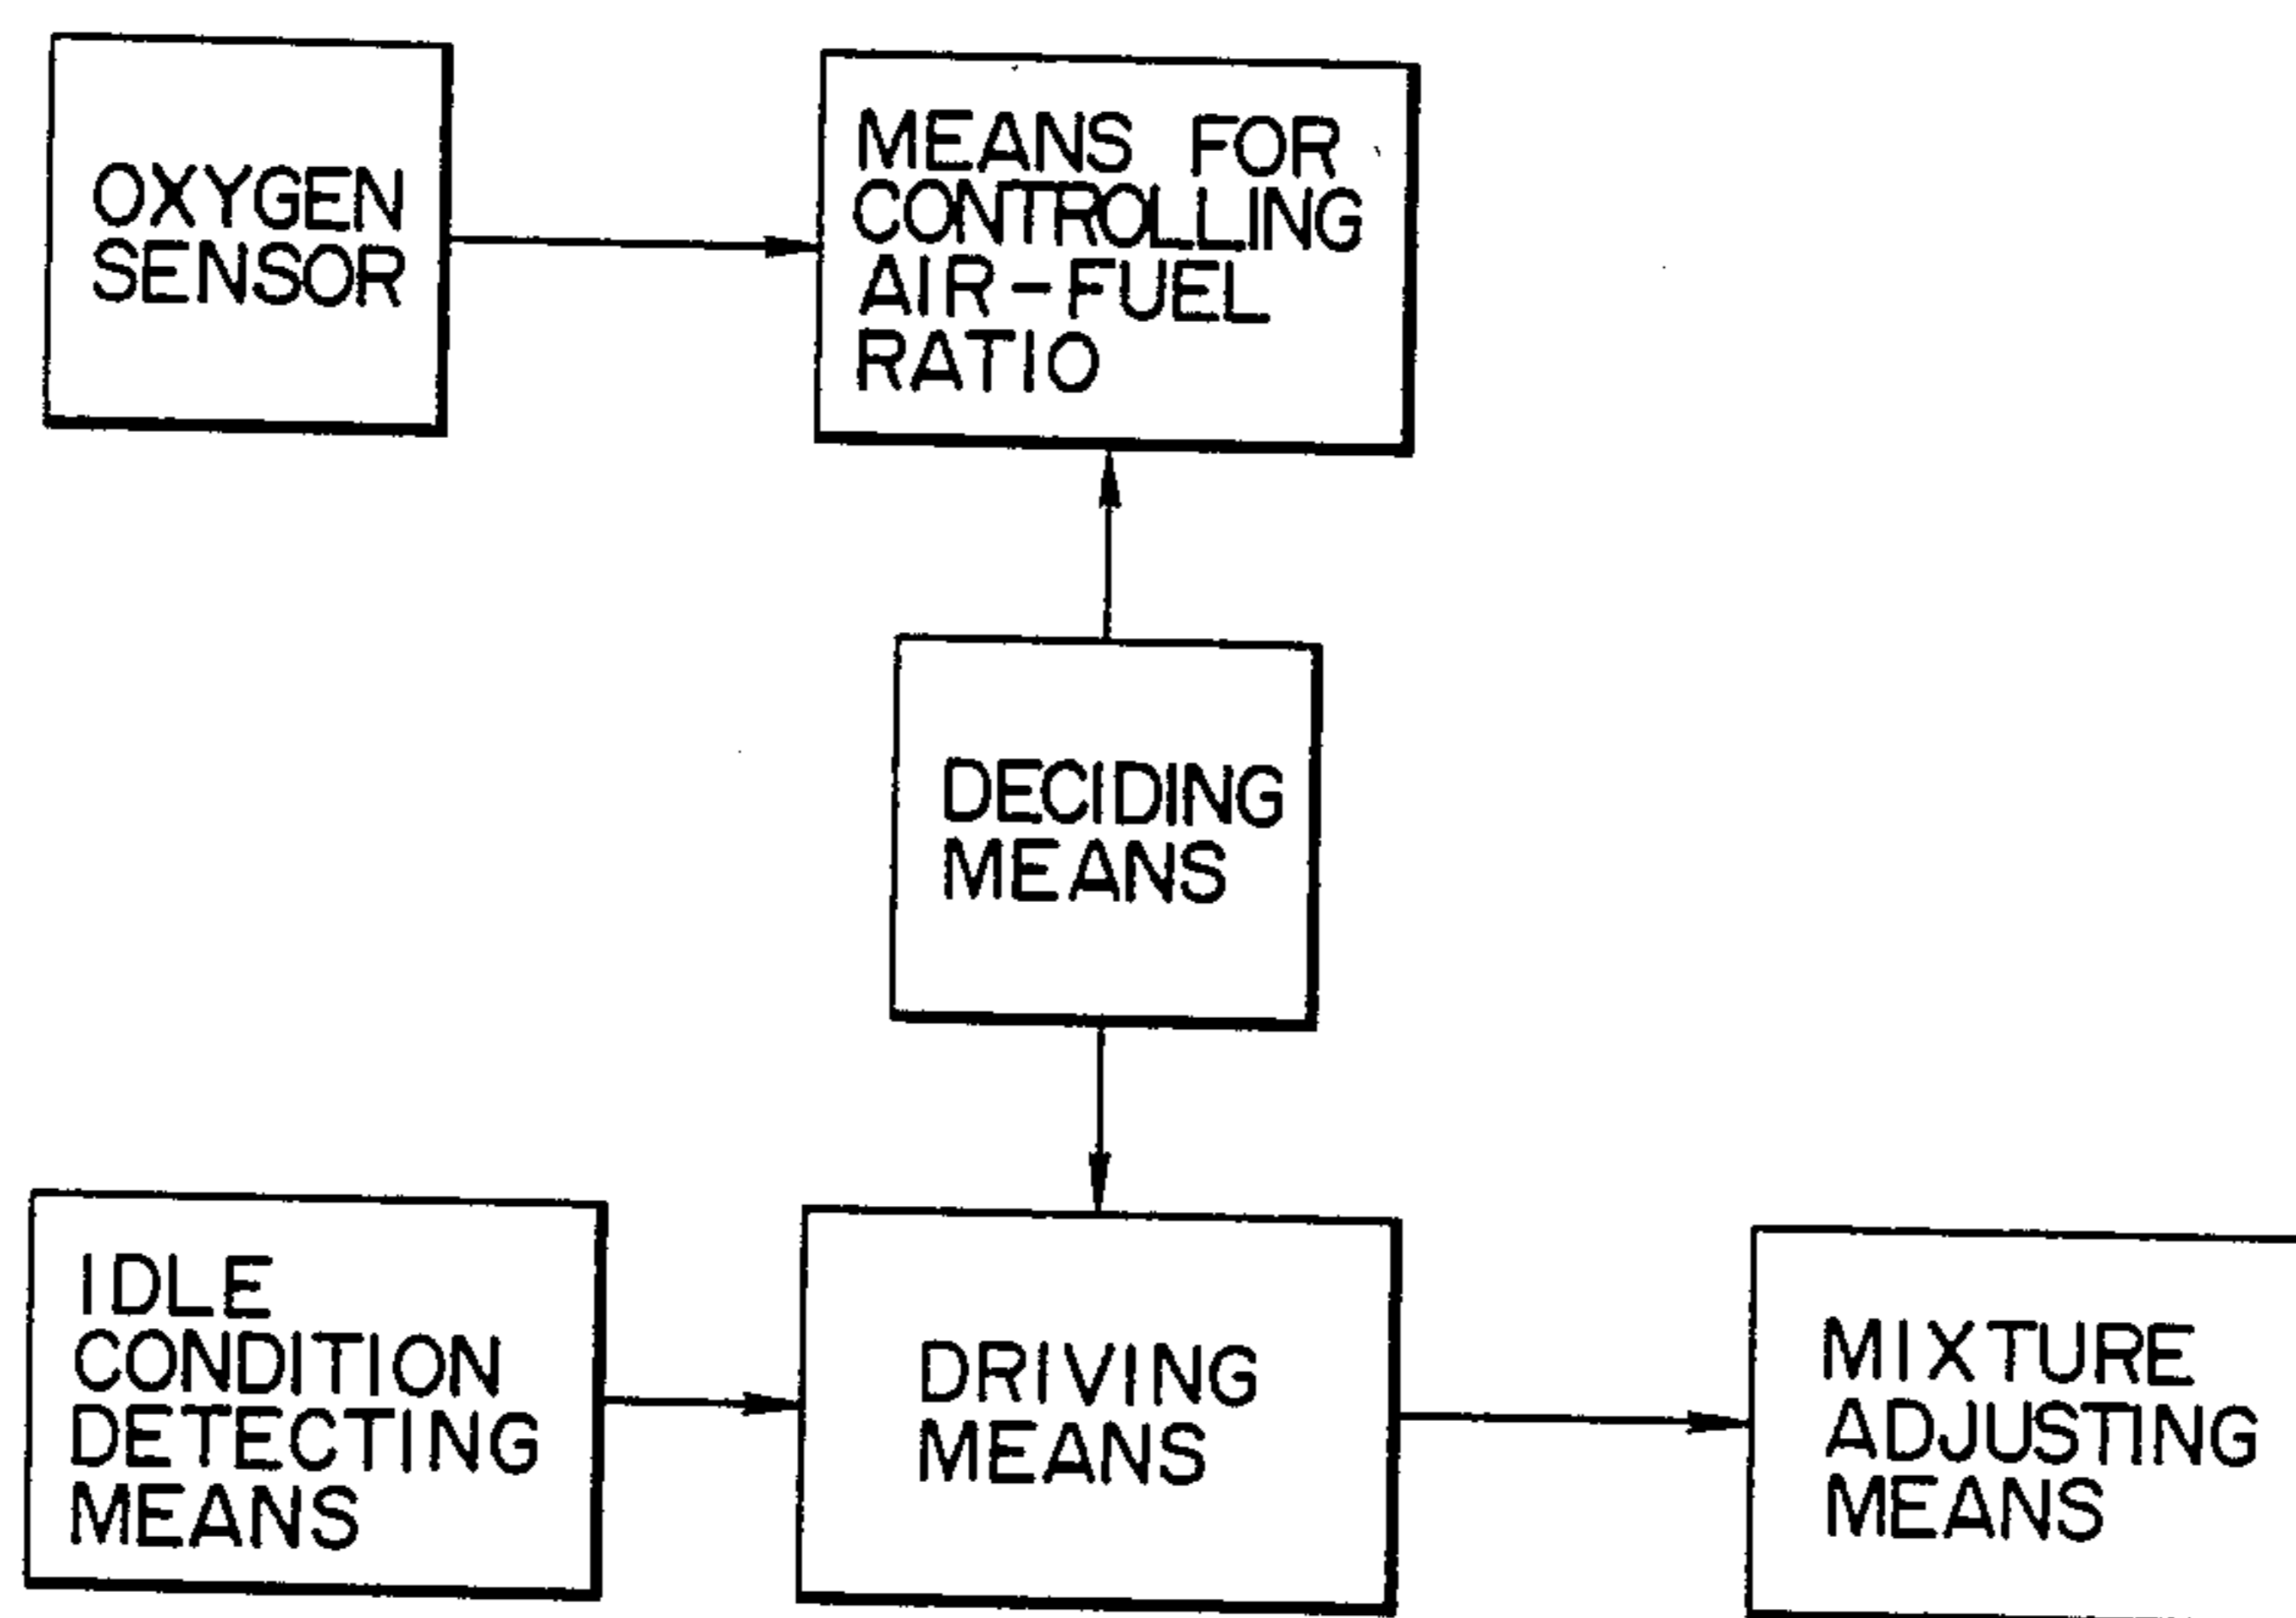 OXYGEN
SENSOR
MEANS FOR
CONTROLLING
AIR-FUEL
RATIO
DECIDING
MEANS
IDLE
CONDITION
DETECTING
MEANS
DRIVING
MEANS
MIXTURE
ADJUSTING
MEANS